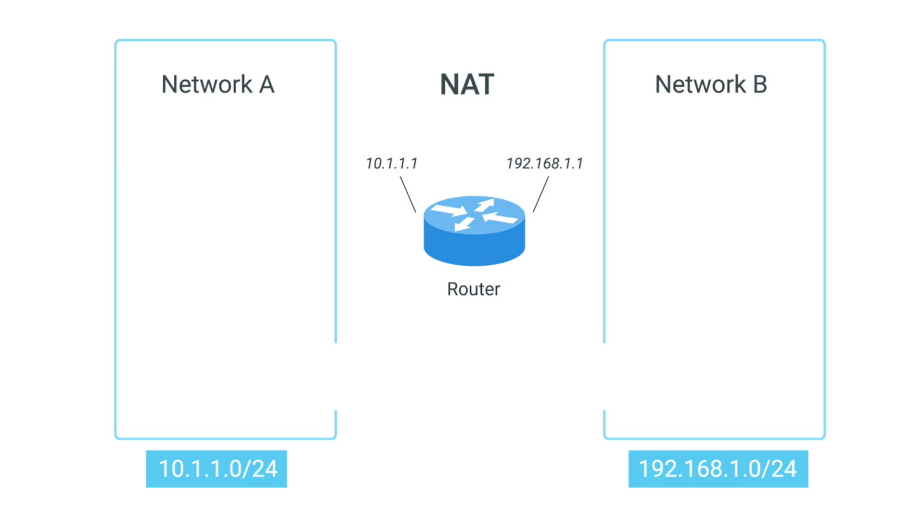 Network A
NAT
Network B
10.1.1.1
192.168.1.1
Router
10.1.1.0/24
192.168.1.0/24